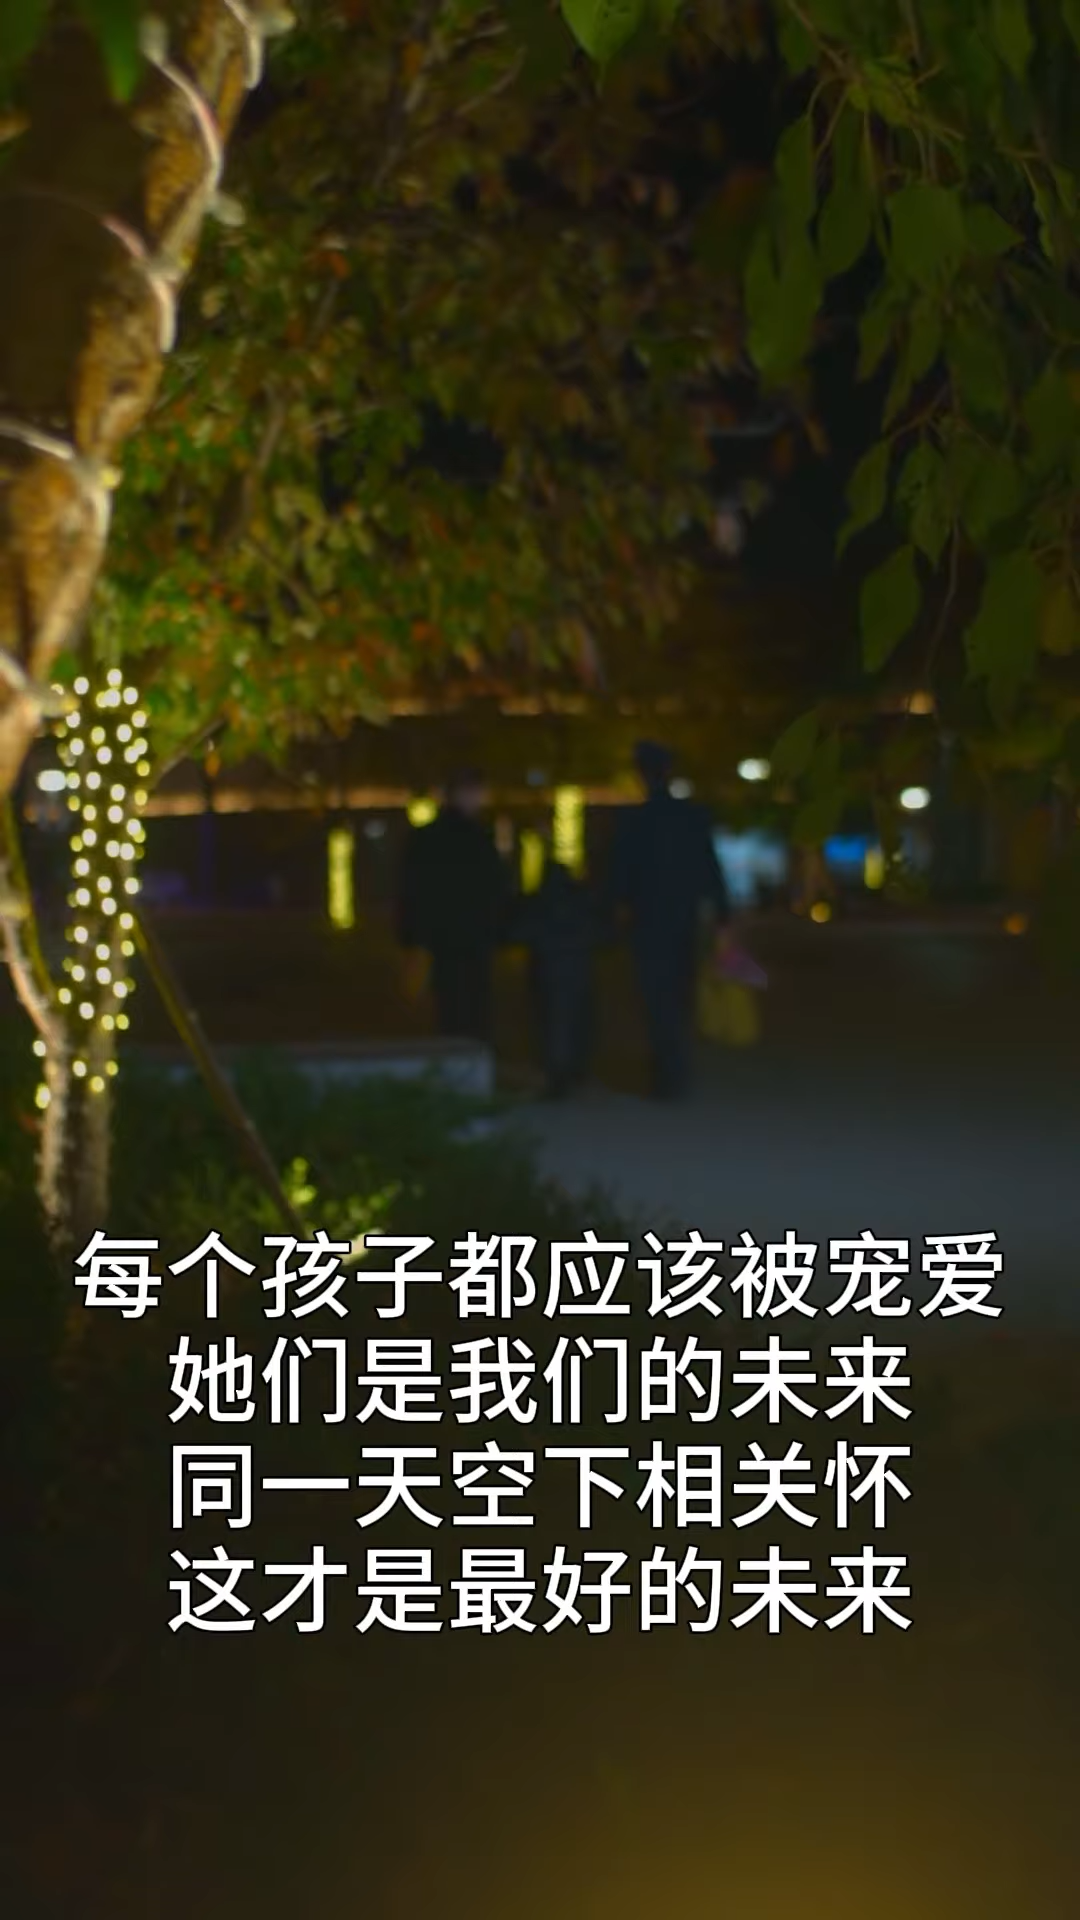 每个孩子都应该被宠爱
她们是我们的未来
同一天空下相关怀
这才是最好的未来